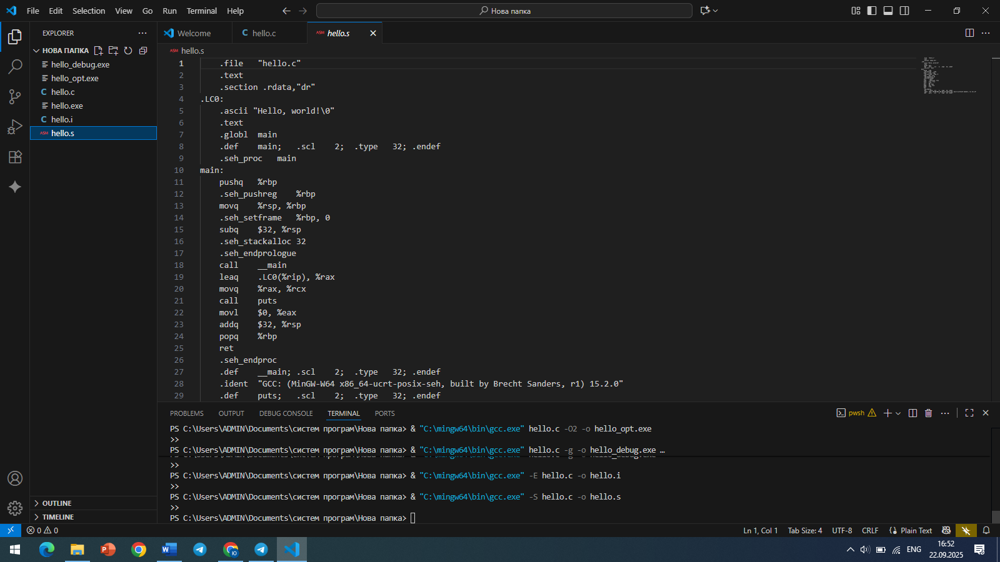 File Edit Selection View Go Run Terminal Help
Нова папка
EXPLORER
НОВА ПАПКА
hello_debug.exe
hello_opt.exe
C hello.c
hello.exe
C hello.i
ASM hello.s
OUTLINE
TIMELINE
Welcome
C hello.c
ASM hello.s
ASM hello.s
1 .file "hello.c"
2 .text
3 .section .rdata,"dr"
4 .LC0:
5 .ascii "Hello, world!\0"
6 .text
7 .globl main
8 .def main; .scl 2; .type 32; .endef
9 .seh_proc main
10 main:
11 pushq %rbp
12 .seh_pushreg %rbp
13 movq %rsp, %rbp
14 .seh_setframe %rbp, 0
15 subq $32, %rsp
16 .seh_stackalloc 32
17 .seh_endprologue
18 call __main
19 leaq .LC0(%rip), %rax
20 movq %rax, %rcx
21 call puts
22 movl $0, %eax
23 addq $32, %rsp
24 popq %rbp
25 ret
26 .seh_endproc
27 .def __main; .scl 2; .type 32; .endef
28 .ident "GCC: (MinGW-W64 x86_64-ucrt-posix-seh, built by Brecht Sanders, r1) 15.2.0"
29 .def puts; .scl 2; .type 32; .endef
PROBLEMS OUTPUT DEBUG CONSOLE TERMINAL PORTS
pwsh
PS C:\Users\ADMIN\Documents\систем програм\Нова папка> & "C:\mingw64\bin\gcc.exe" hello.c -O2 -o hello_opt.exe
>>
PS C:\Users\ADMIN\Documents\систем програм\Нова папка> & "C:\mingw64\bin\gcc.exe" hello.c -g -o hello_debug.exe …
>>
PS C:\Users\ADMIN\Documents\систем програм\Нова папка> & "C:\mingw64\bin\gcc.exe" -E hello.c -o hello.i
>>
PS C:\Users\ADMIN\Documents\систем програм\Нова папка> & "C:\mingw64\bin\gcc.exe" -S hello.c -o hello.s
>>
PS C:\Users\ADMIN\Documents\систем програм\Нова папка>
0 0
Ln 1, Col 1 Tab Size: 4 UTF-8 CRLF Plain Text
ENG
16:52
22.09.2025